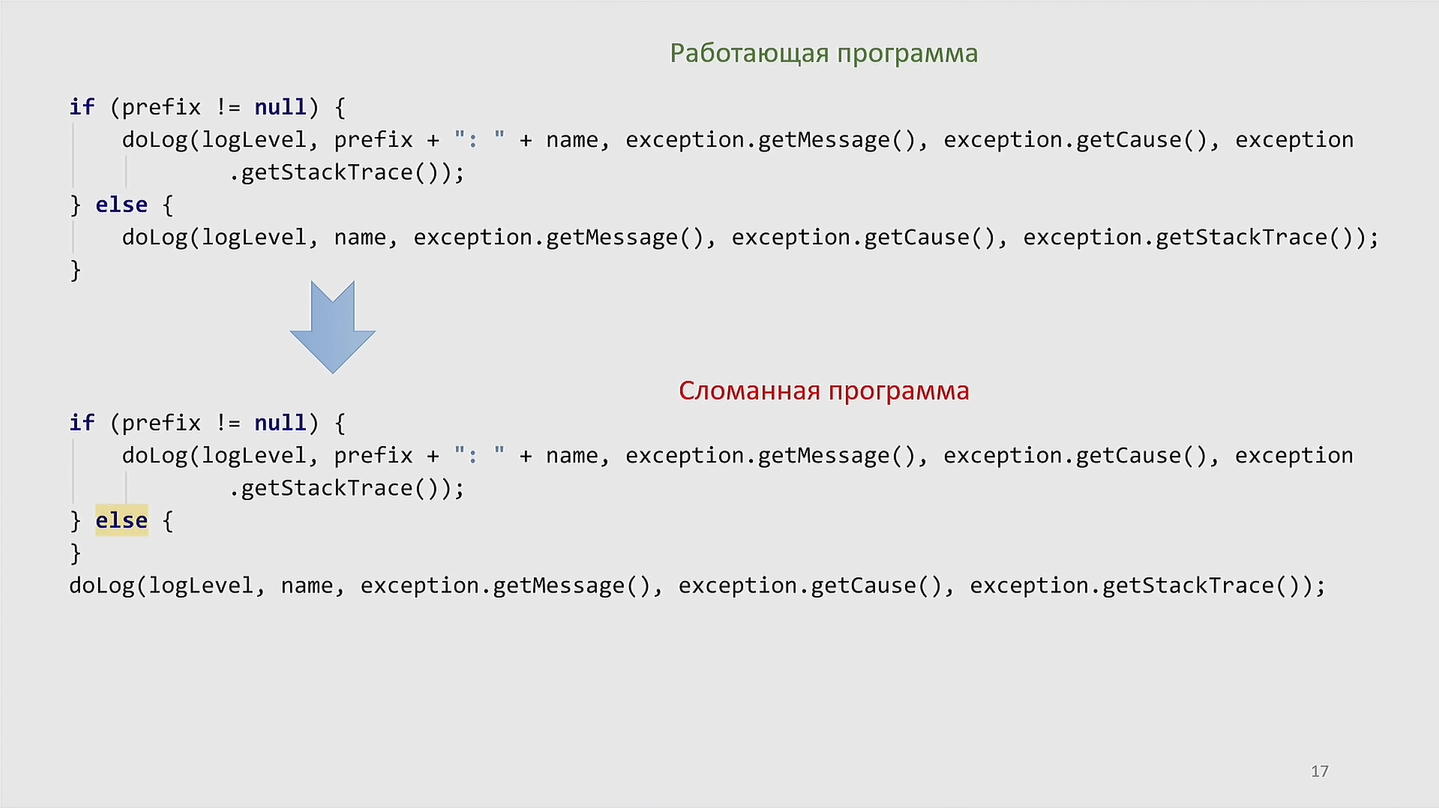 Работающая программа
if (prefix != null) {
    doLog(logLevel, prefix + ": " + name, exception.getMessage(), exception.getCause(), exception
            .getStackTrace());
} else {
    doLog(logLevel, name, exception.getMessage(), exception.getCause(), exception.getStackTrace());
}
Сломанная программа
if (prefix != null) {
    doLog(logLevel, prefix + ": " + name, exception.getMessage(), exception.getCause(), exception
            .getStackTrace());
} else {
}
doLog(logLevel, name, exception.getMessage(), exception.getCause(), exception.getStackTrace());
17